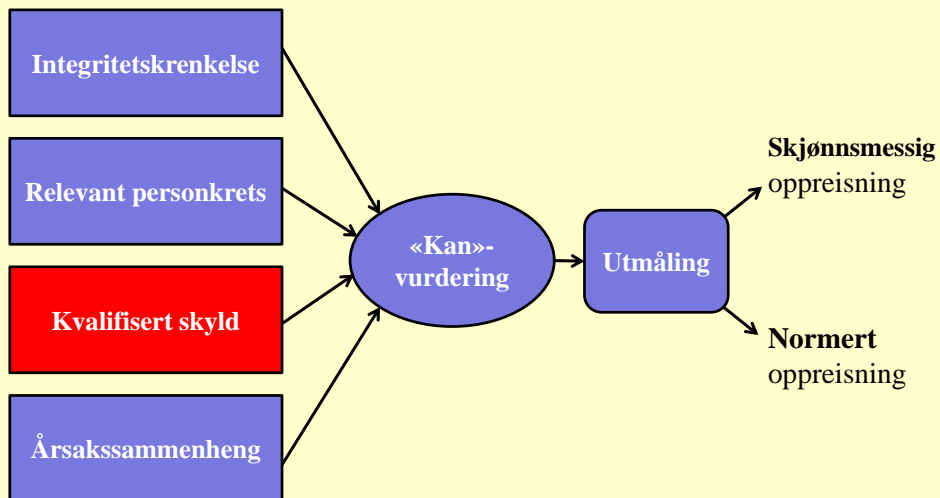 Integritetskrenkelse
Relevant personkrets
Kvalifisert skyld
Årsakssammenheng
«Kan»-
vurdering
Utmåling
Skjønnsmessig
oppreisning
Normert
oppreisning